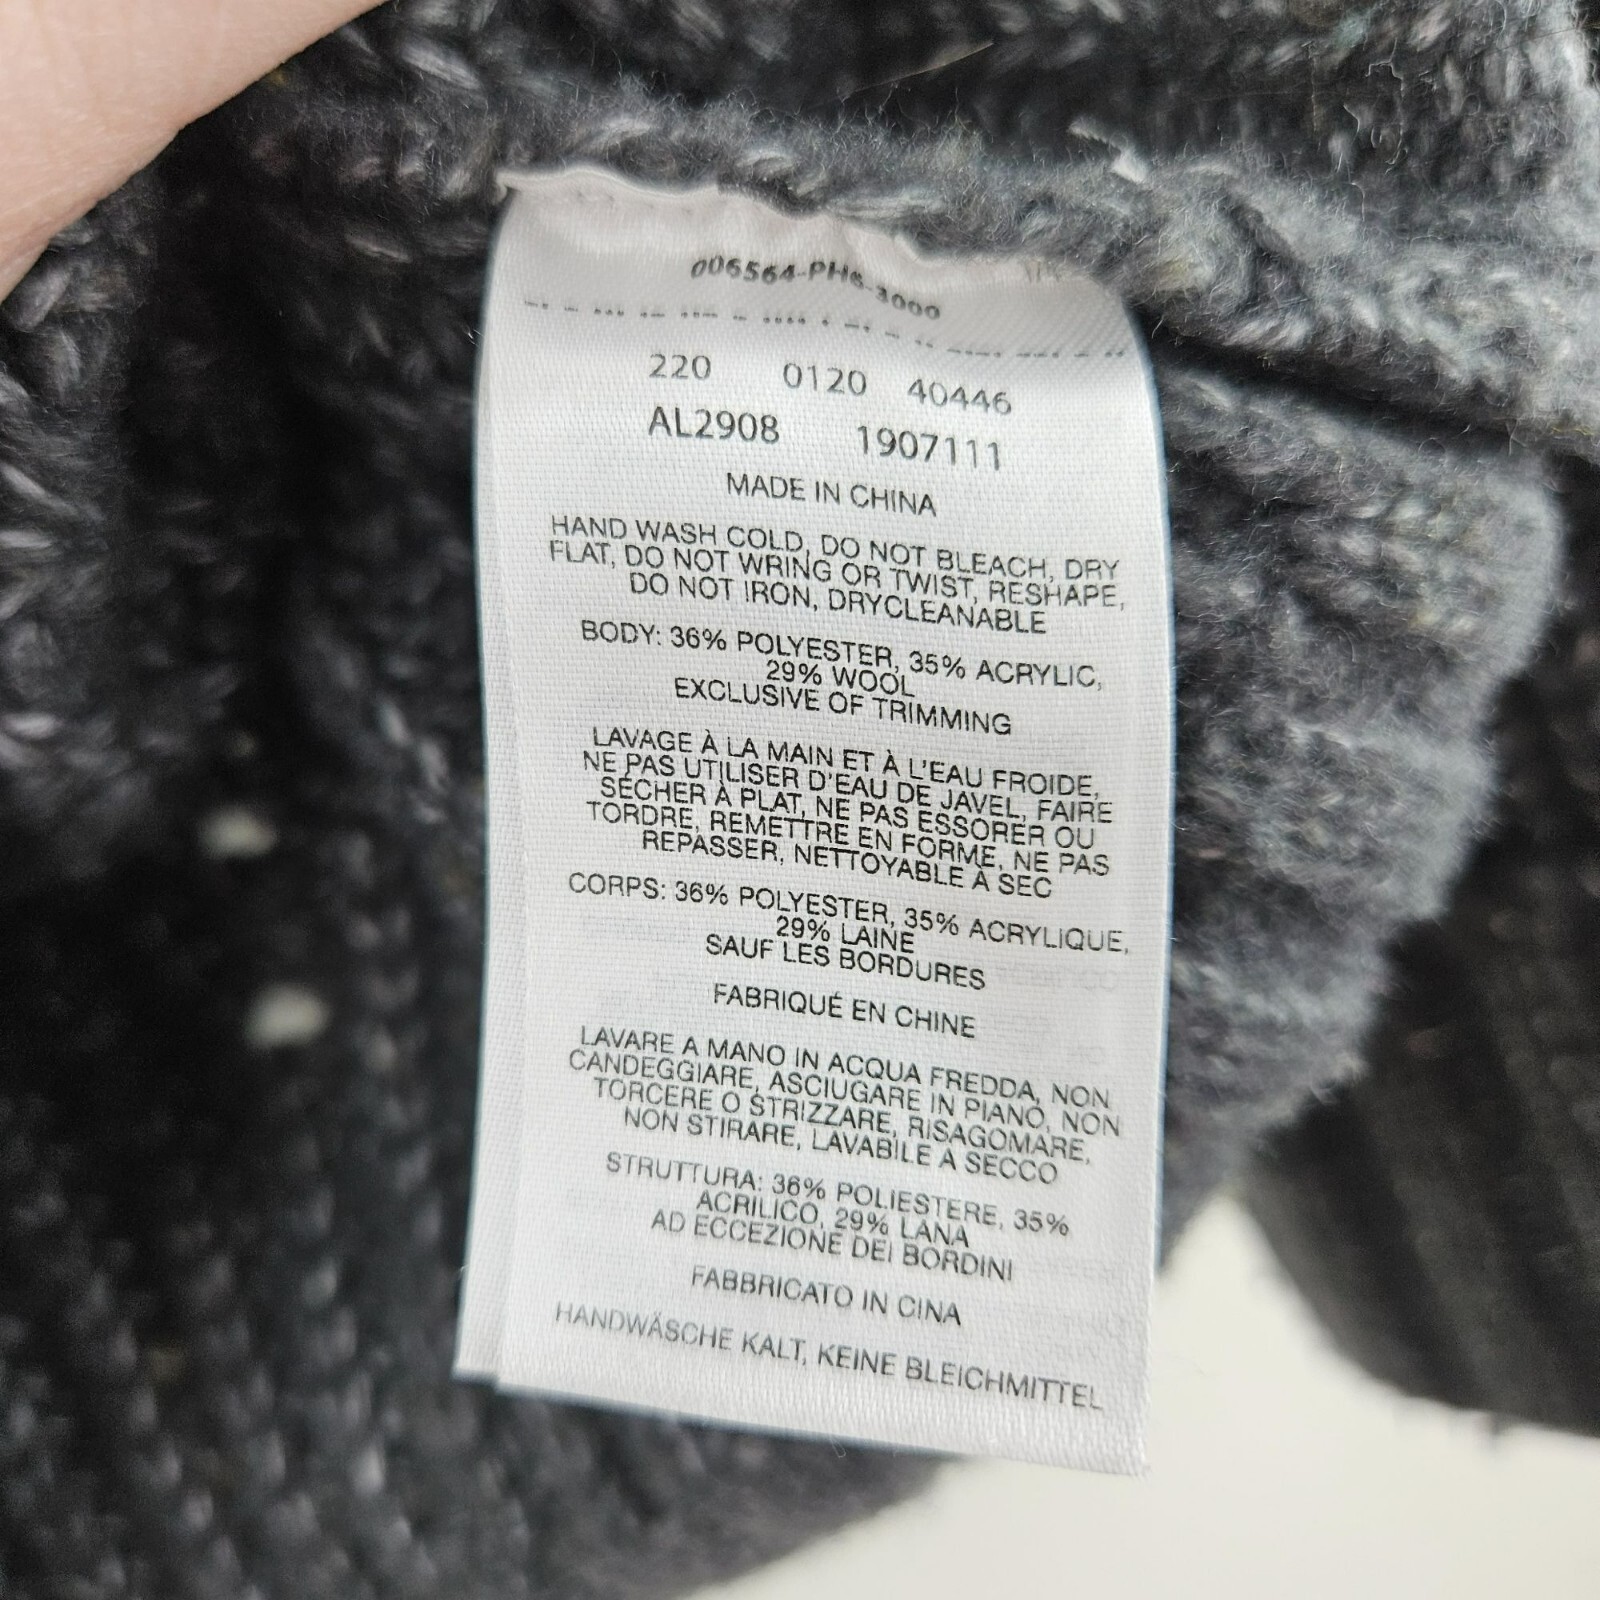 006564-PH6-3000
220 0120 40446
AL2908 1907111
MADE IN CHINA
HAND WASH COLD, DO NOT BLEACH, DRY
FLAT, DO NOT WRING OR TWIST, RESHAPE,
DO NOT IRON, DRYCLEANABLE
BODY: 36% POLYESTER, 35% ACRYLIC,
29% WOOL
EXCLUSIVE OF TRIMMING
LAVAGE À LA MAIN ET À L'EAU FROIDE,
NE PAS UTILISER D'EAU DE JAVEL, FAIRE
SÉCHER À PLAT, NE PAS ESSORER OU
TORDRE, REMETTRE EN FORME, NE PAS
REPASSER, NETTOYABLE À SEC
CORPS: 36% POLYESTER, 35% ACRYLIQUE,
29% LAINE
SAUF LES BORDURES
FABRIQUÉ EN CHINE
LAVARE A MANO IN ACQUA FREDDA, NON
CANDEGGIARE, ASCIUGARE IN PIANO, NON
TORCERE O STRIZZARE, RISAGOMARE,
NON STIRARE, LAVABILE A SECCO
STRUTTURA: 36% POLIESTERE, 35%
ACRILICO, 29% LANA
AD ECCEZIONE DEI BORDINI
FABBRICATO IN CINA
HANDWÄSCHE KALT, KEINE BLEICHMITTEL